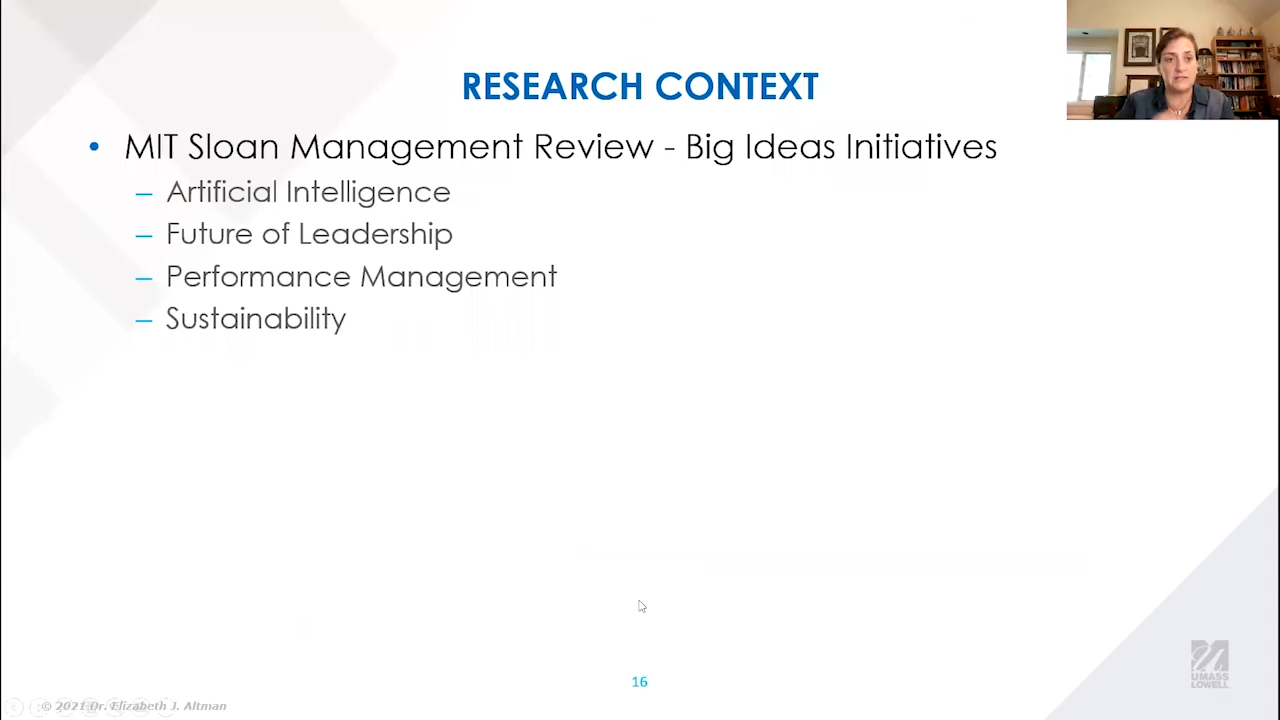 RESEARCH CONTEXT
• MIT Sloan Management Review - Big Ideas Initiatives
– Artificial Intelligence
– Future of Leadership
– Performance Management
– Sustainability
16
UMASS
LOWELL
© 2021 Dr. Elizabeth J. Altman